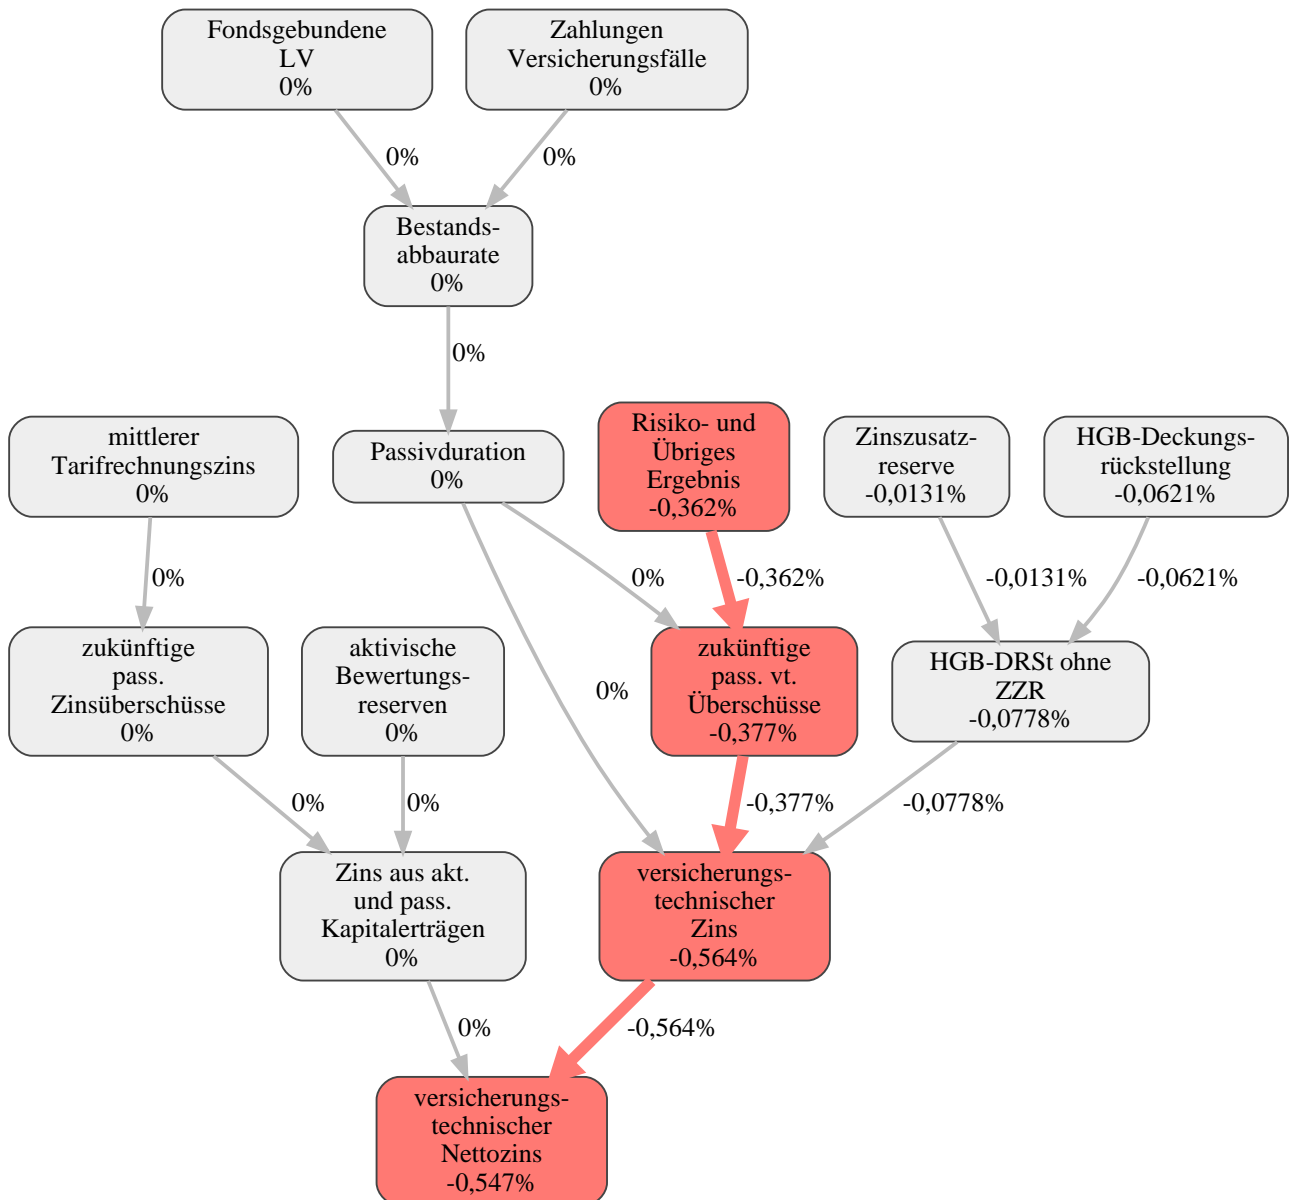 Fondsgebundene
LV
0%
Zahlungen
Versicherungsfälle
0%
0%
0%
Bestands-
abbaurate
0%
0%
mittlerer
Tarifrechnungszins
0%
Passivduration
0%
Risiko- und
Übriges
Ergebnis
-0,362%
Zinszusatz-
reserve
-0,0131%
HGB-Deckungs-
rückstellung
-0,0621%
0%
0%
-0,362%
-0,0131%
-0,0621%
zukünftige
pass.
Zinsüberschüsse
0%
aktivische
Bewertungs-
reserven
0%
0%
zukünftige
pass. vt.
Überschüsse
-0,377%
HGB-DRSt ohne
ZZR
-0,0778%
0%
0%
-0,377%
-0,0778%
Zins aus akt.
und pass.
Kapitalerträgen
0%
versicherungs-
technischer
Zins
-0,564%
0%
-0,564%
versicherungs-
technischer
Nettozins
-0,547%